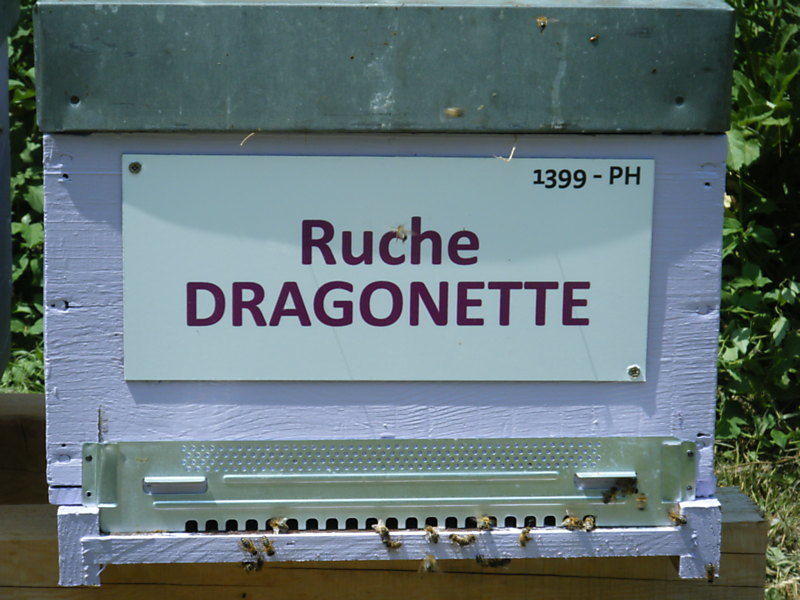 1399 - PH
Ruche
DRAGONETTE